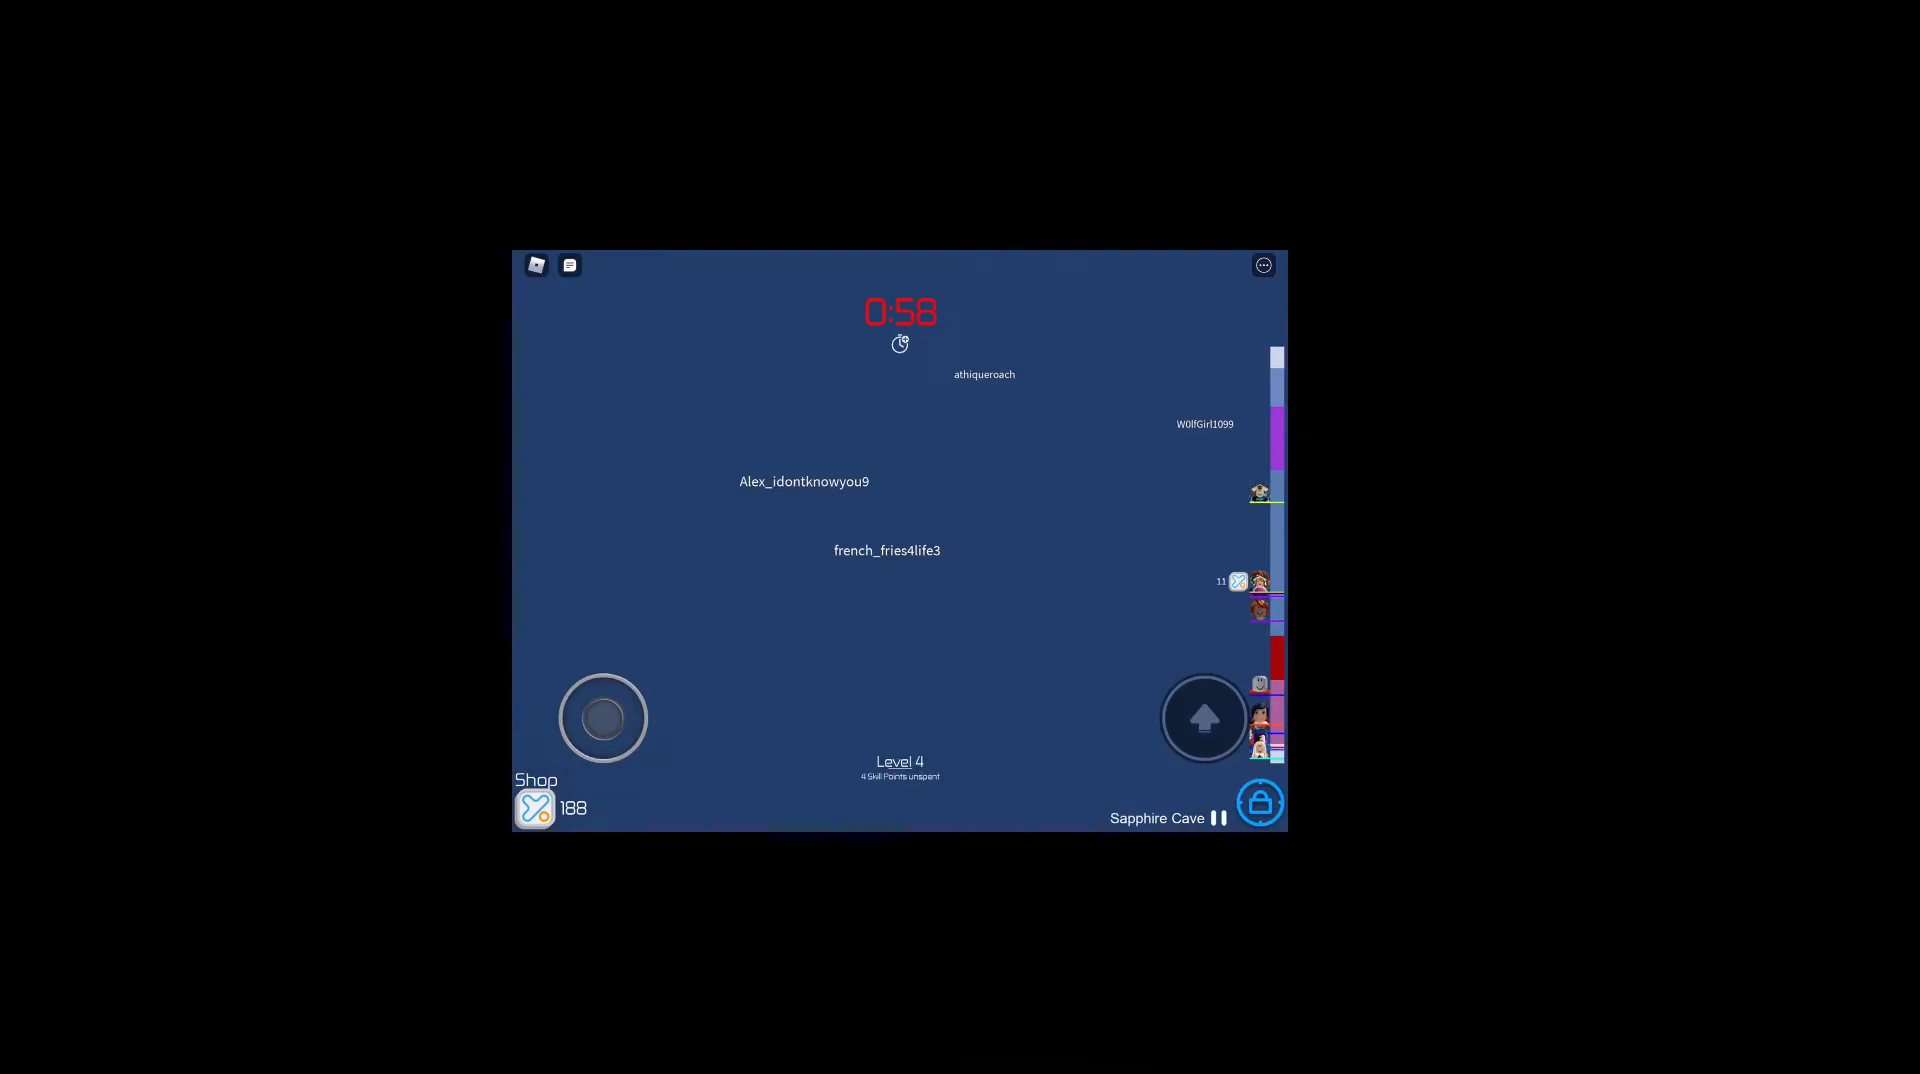 0:58
athiqueroach
W0lfGirl1099
Alex_idontknowyou9
french_fries4life3
11
Level 4
4 Skill Points unspent
Shop
188
Sapphire Cave